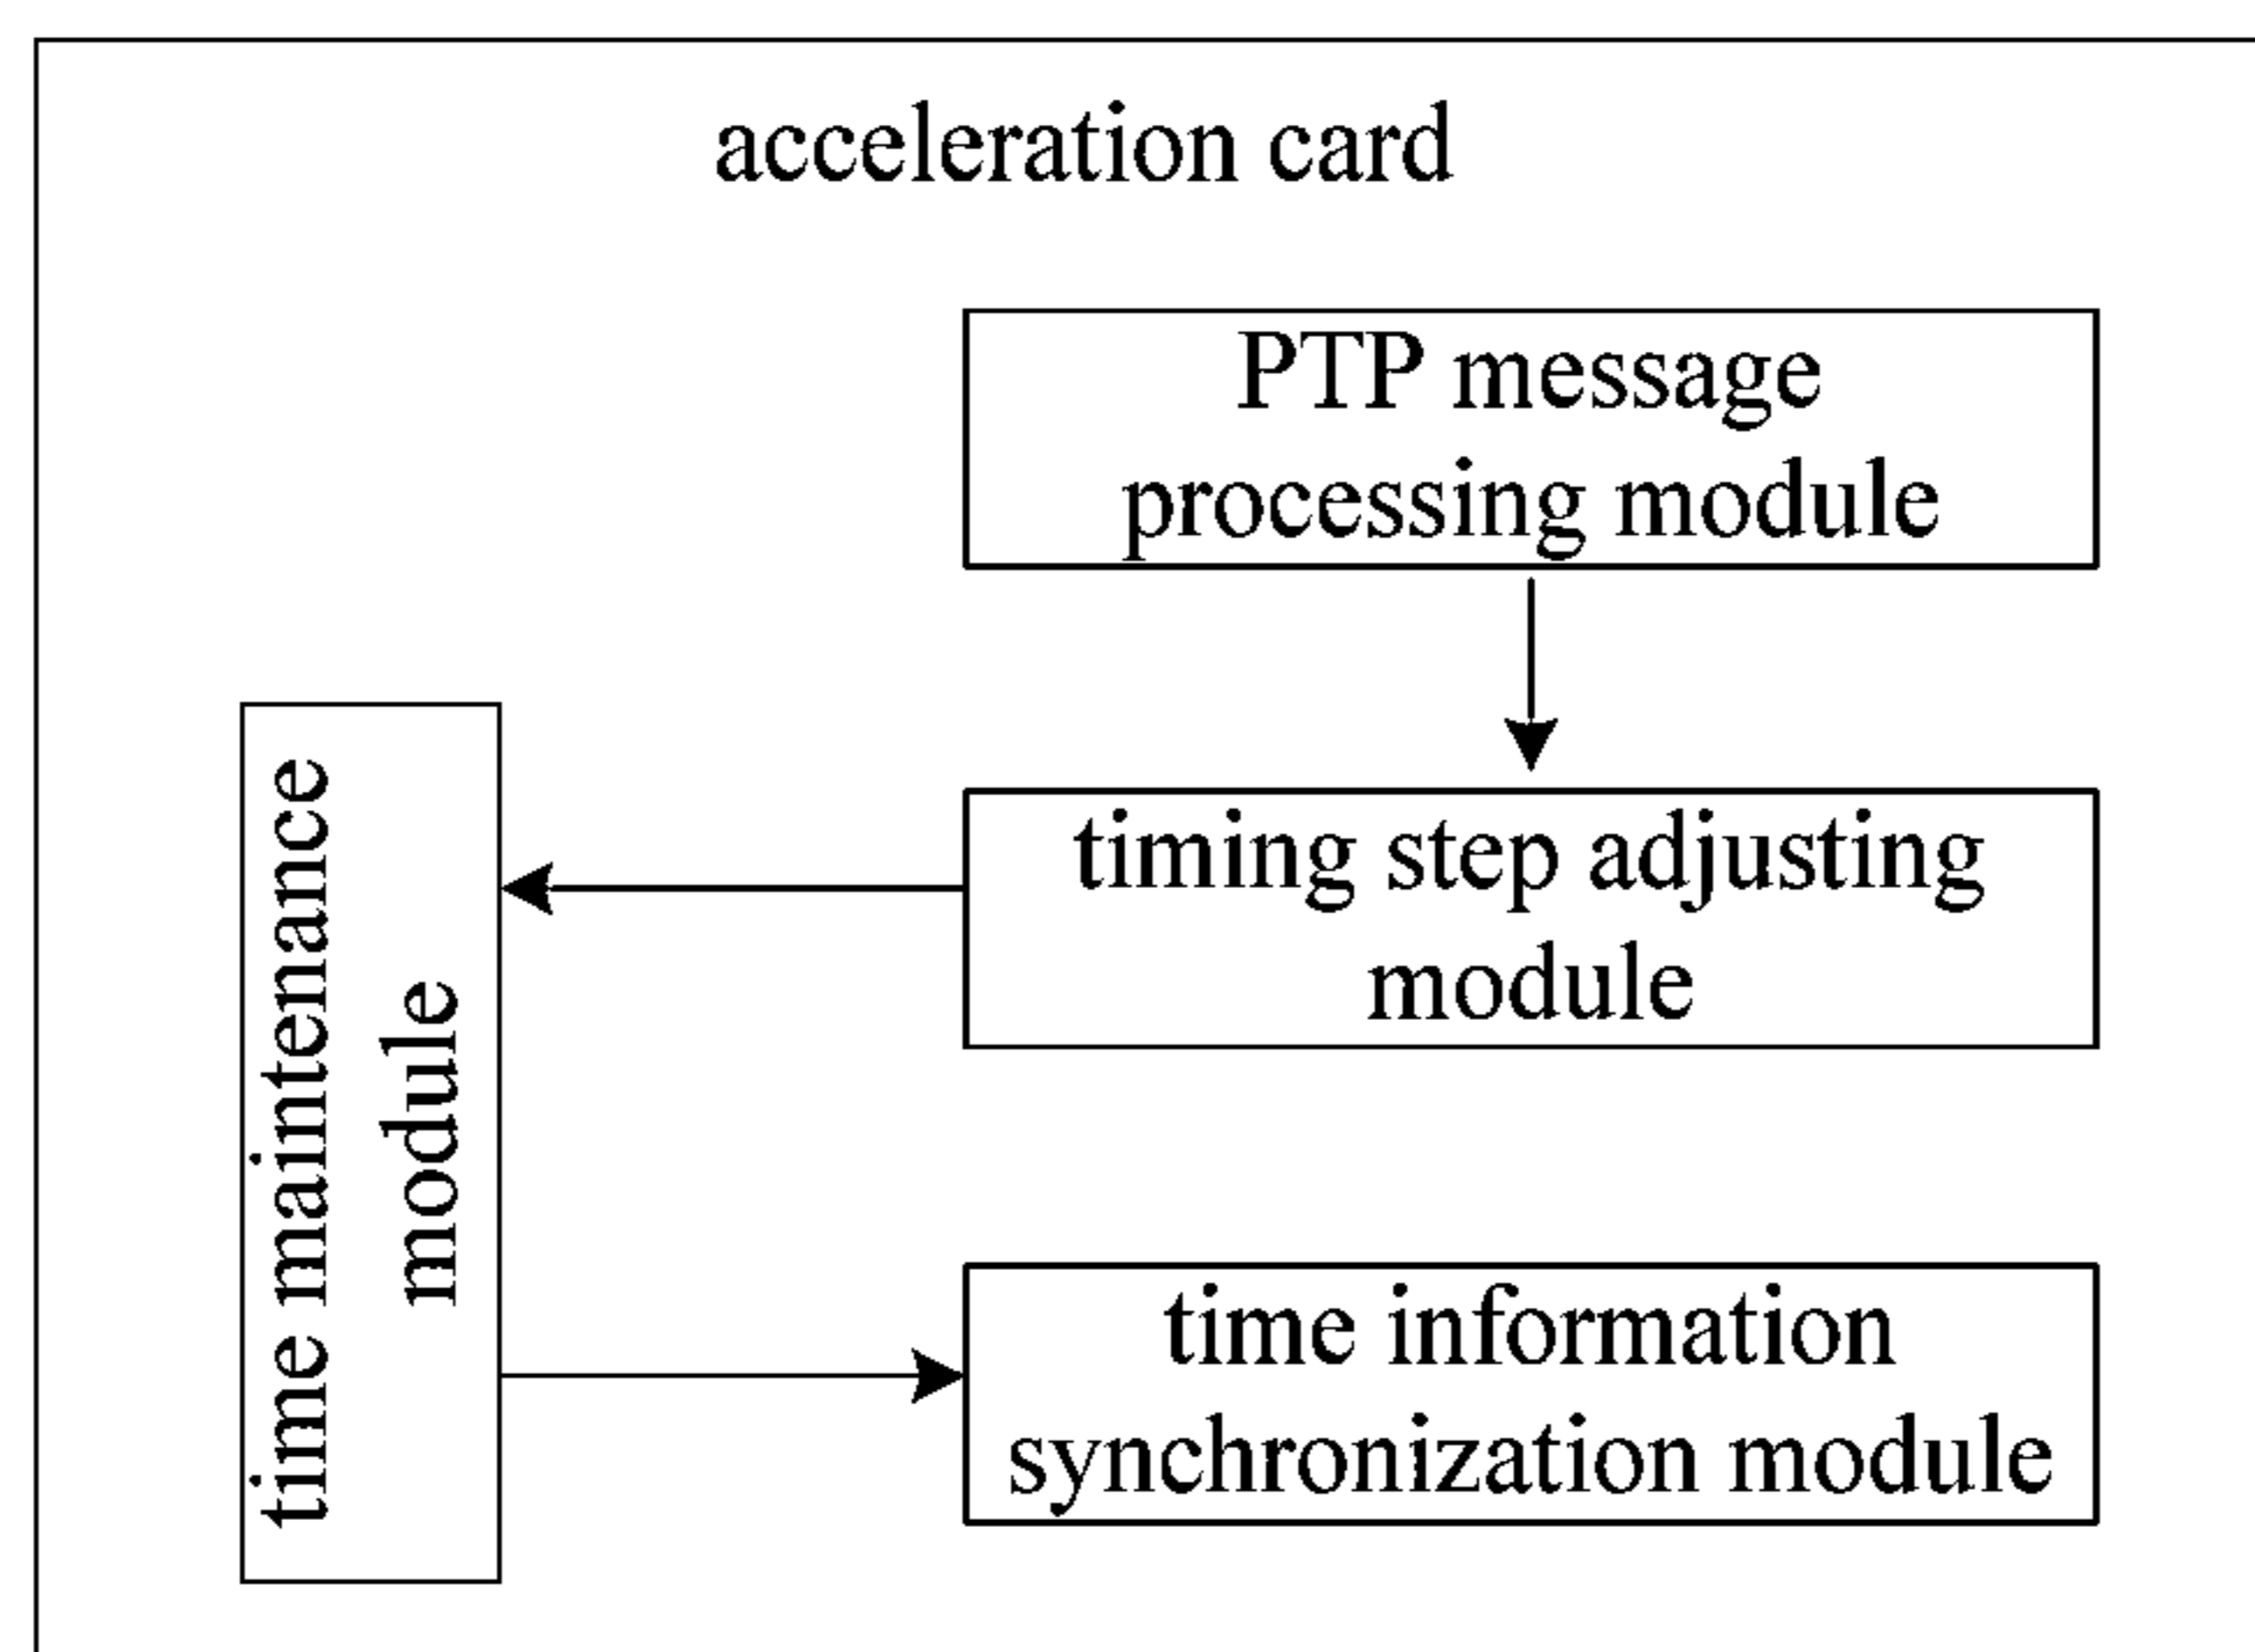 acceleration card
PTP message
processing module
timing step adjusting
module
time maintenance
module
time information
synchronization module